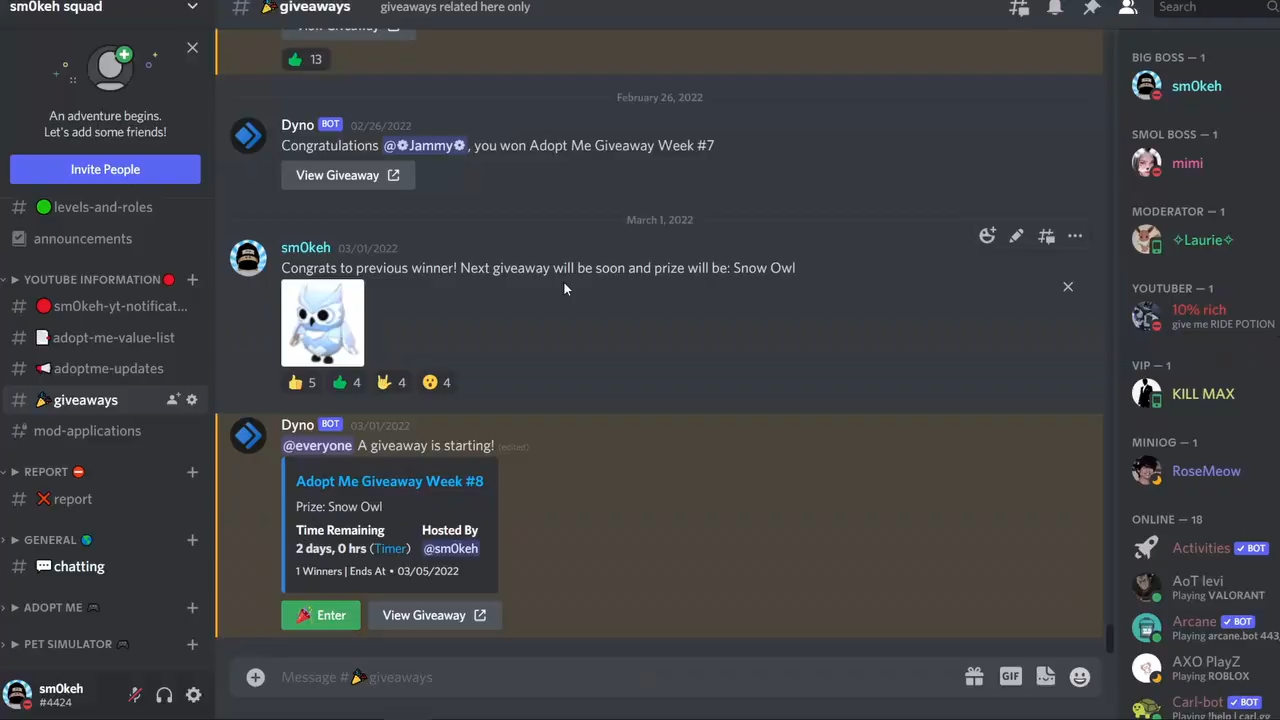 sm0keh squad
giveaways
giveaways related here only
Search
An adventure begins.
Let's add some friends!
Invite People
levels-and-roles
announcements
YOUTUBE INFORMATION
sm0keh-yt-notificat...
adopt-me-value-list
adoptme-updates
giveaways
mod-applications
REPORT
report
GENERAL
chatting
ADOPT ME
PET SIMULATOR
sm0keh
#4424
View Giveaway
13
February 26, 2022
Dyno BOT 02/26/2022
Congratulations @❁Jammy❁, you won Adopt Me Giveaway Week #7
View Giveaway
March 1, 2022
sm0keh 03/01/2022
Congrats to previous winner! Next giveaway will be soon and prize will be: Snow Owl
5 4 4 4
Dyno BOT 03/01/2022
@everyone A giveaway is starting! (edited)
Adopt Me Giveaway Week #8
Prize: Snow Owl
Time Remaining Hosted By
2 days, 0 hrs (Timer) @sm0keh
1 Winners | Ends At • 03/05/2022
Enter View Giveaway
Message #giveaways
GIF
BIG BOSS — 1
sm0keh
SMOL BOSS — 1
mimi
MODERATOR — 1
✧Laurie✧
YOUTUBER — 1
10% rich
give me RIDE POTION
VIP — 1
KILL MAX
MINIOG — 1
RoseMeow
ONLINE — 18
Activities BOT
AoT levi
Playing VALORANT
Arcane BOT
Playing arcane.bot 443,
AXO PlayZ
Playing ROBLOX
Carl-bot BOT
Playing !help | carl.gg